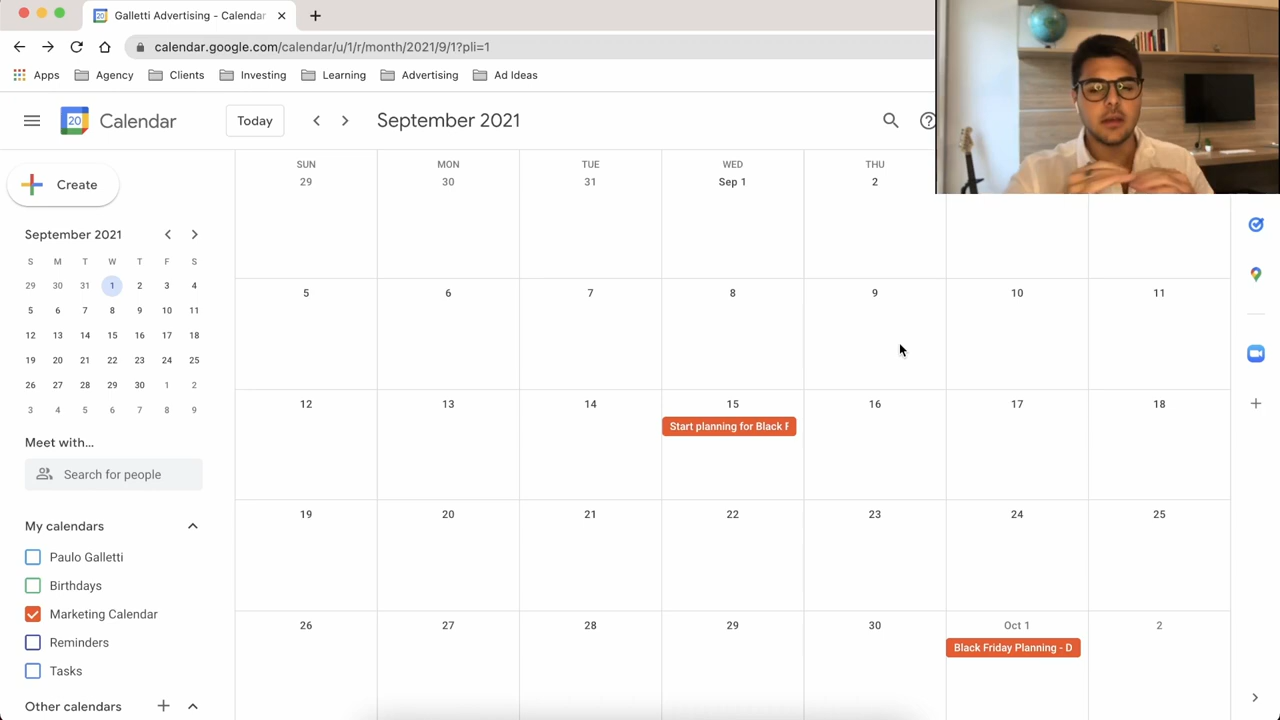 Galletti Advertising - Calendar
calendar.google.com/calendar/u/1/r/month/2021/9/1?pli=1
Apps Agency Clients Investing Learning Advertising Ad Ideas
20 Calendar Today September 2021
Create
SUN MON TUE WED THU
29 30 31 Sep 1 2
5 6 7 8 9 10 11
12 13 14 15 16 17 18
Start planning for Black F
19 20 21 22 23 24 25
26 27 28 29 30 Oct 1 2
Black Friday Planning - D
September 2021
S M T W T F S
29 30 31 1 2 3 4
5 6 7 8 9 10 11
12 13 14 15 16 17 18
19 20 21 22 23 24 25
26 27 28 29 30 1 2
3 4 5 6 7 8 9
Meet with...
Search for people
My calendars
Paulo Galletti
Birthdays
Marketing Calendar
Reminders
Tasks
Other calendars